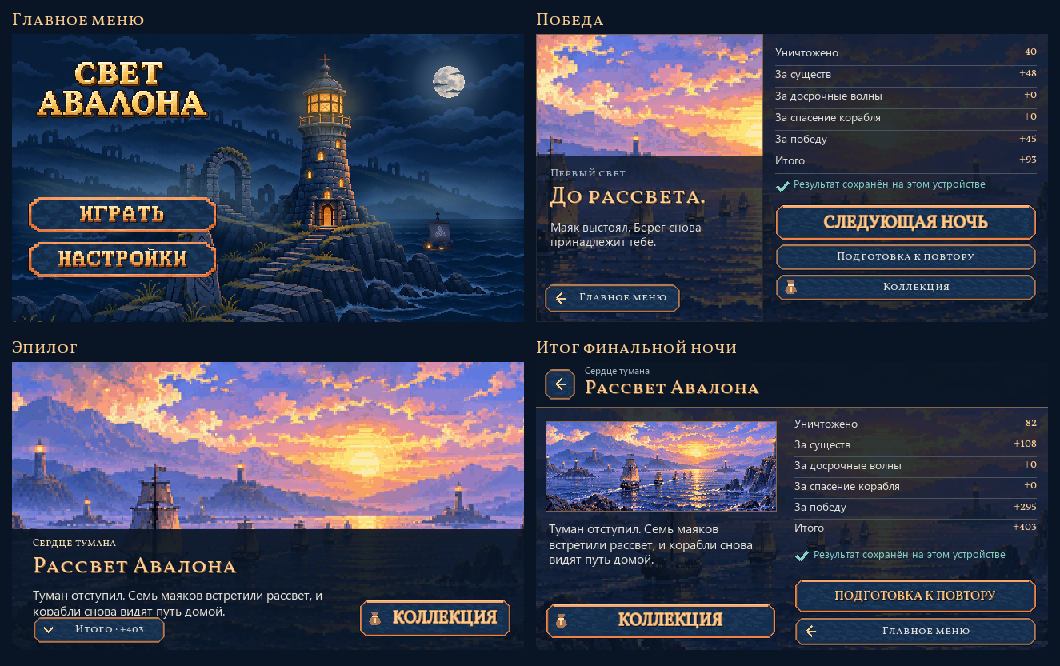 Главное меню
СВЕТ
АВАЛОНА
ИГРАТЬ
НАСТРОЙКИ
Победа
Первый свет
До рассвета.
Маяк выстоял. Берег снова
принадлежит тебе.
Главное меню
Уничтожено 40
За существ +48
За досрочные волны +0
За спасение корабля +0
За победу +45
Итого +93
Результат сохранён на этом устройстве
СЛЕДУЮЩАЯ НОЧЬ
Подготовка к повтору
Коллекция
Эпилог
Сердце тумана
Рассвет Авалона
Туман отступил. Семь маяков встретили рассвет, и
корабли снова видят путь домой.
Итого · +403
КОЛЛЕКЦИЯ
Итог финальной ночи
Сердце тумана
Рассвет Авалона
Туман отступил. Семь маяков
встретили рассвет, и корабли снова
видят путь домой.
КОЛЛЕКЦИЯ
Уничтожено 82
За существ +108
За досрочные волны +0
За спасение корабля +0
За победу +295
Итого +403
Результат сохранён на этом устройстве
ПОДГОТОВКА К ПОВТОРУ
Главное меню